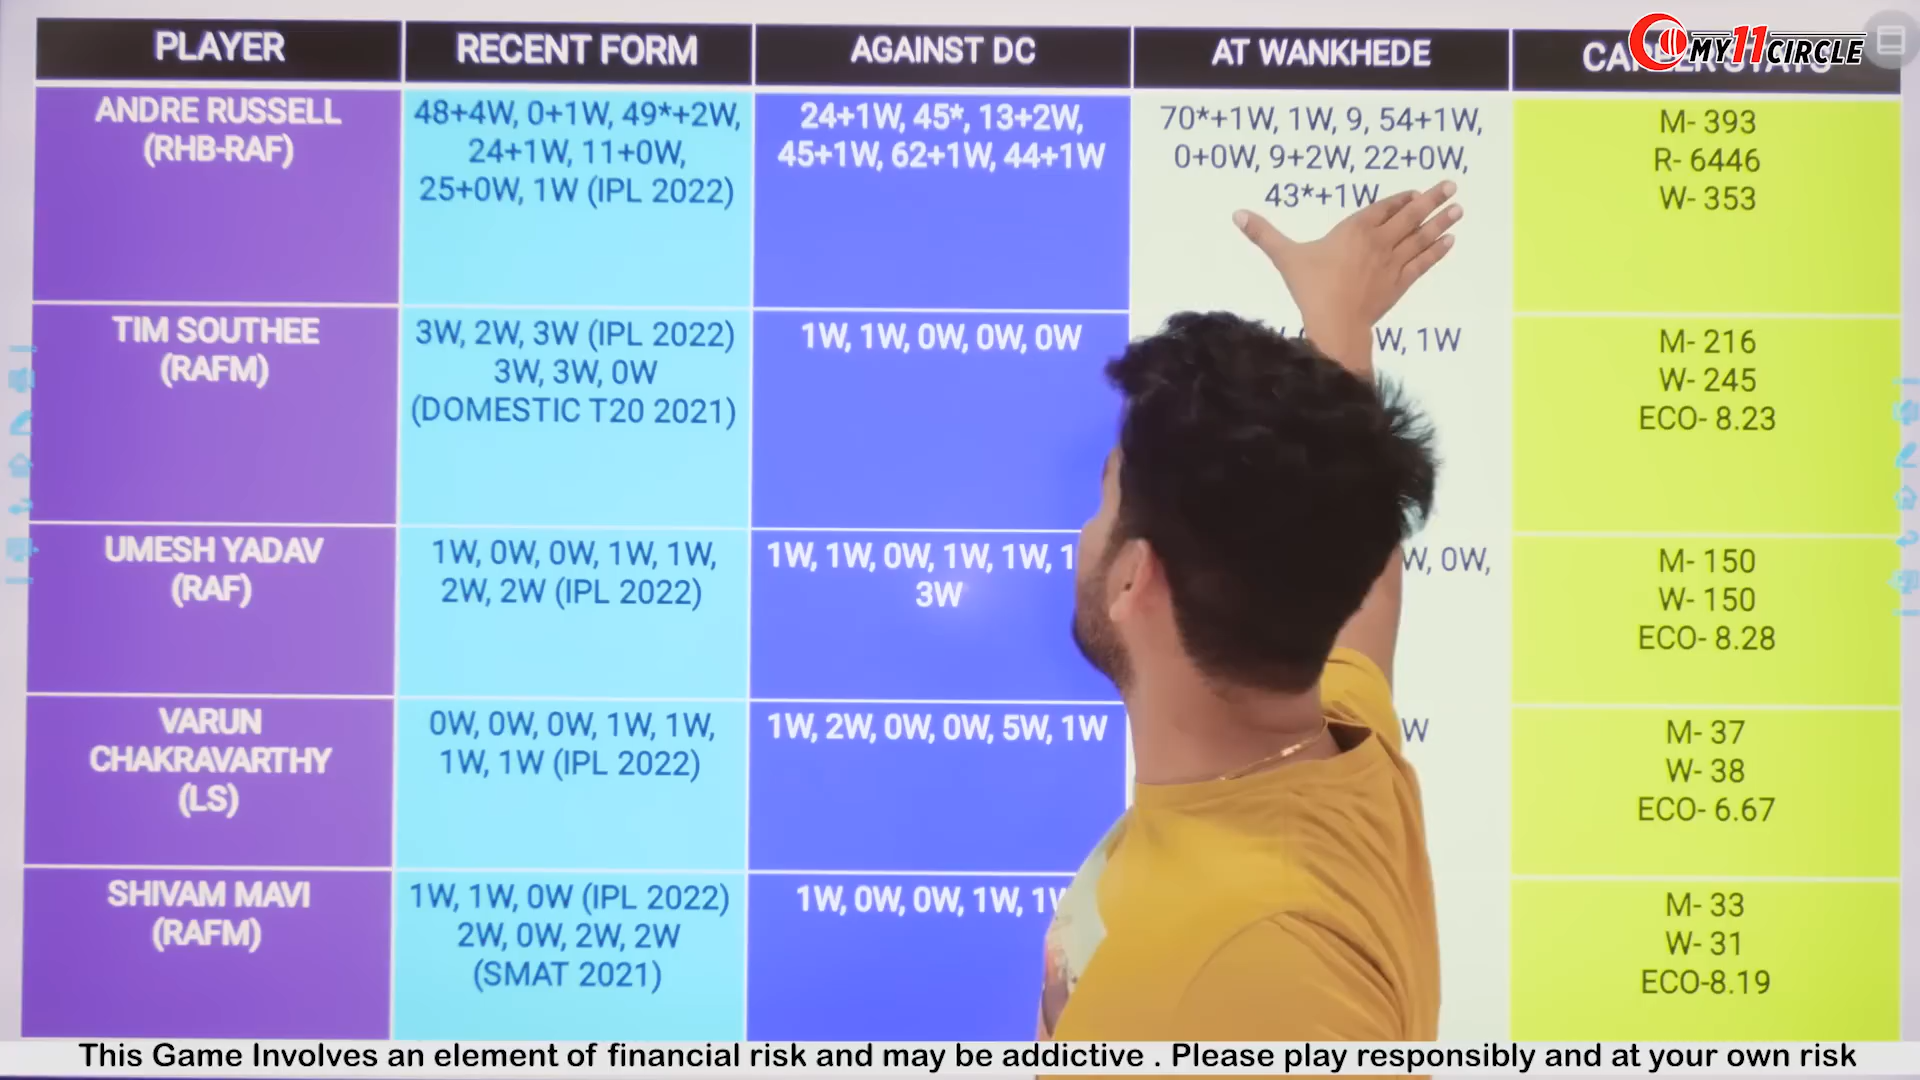 PLAYER
RECENT FORM
AGAINST DC
AT WANKHEDE
MY11CIRCLE
ANDRE RUSSELL
(RHB-RAF)
48+4W, 0+1W, 49*+2W,
24+1W, 11+0W,
25+0W, 1W (IPL 2022)
24+1W, 45*, 13+2W,
45+1W, 62+1W, 44+1W
70*+1W, 1W, 9, 54+1W,
0+0W, 9+2W, 22+0W,
43*+1W
M- 393
R- 6446
W- 353
TIM SOUTHEE
(RAFM)
3W, 2W, 3W (IPL 2022)
3W, 3W, 0W
(DOMESTIC T20 2021)
1W, 1W, 0W, 0W, 0W
1W
M- 216
W- 245
ECO- 8.23
UMESH YADAV
(RAF)
1W, 0W, 0W, 1W, 1W,
2W, 2W (IPL 2022)
1W, 1W, 0W, 1W, 1W,
3W
0W,
M- 150
W- 150
ECO- 8.28
VARUN
CHAKRAVARTHY
(LS)
0W, 0W, 0W, 1W, 1W,
1W, 1W (IPL 2022)
1W, 2W, 0W, 0W, 5W, 1W
M- 37
W- 38
ECO- 6.67
SHIVAM MAVI
(RAFM)
1W, 1W, 0W (IPL 2022)
2W, 0W, 2W, 2W
(SMAT 2021)
1W, 0W, 0W, 1W,
M- 33
W- 31
ECO-8.19
This Game Involves an element of financial risk and may be addictive . Please play responsibly and at your own risk